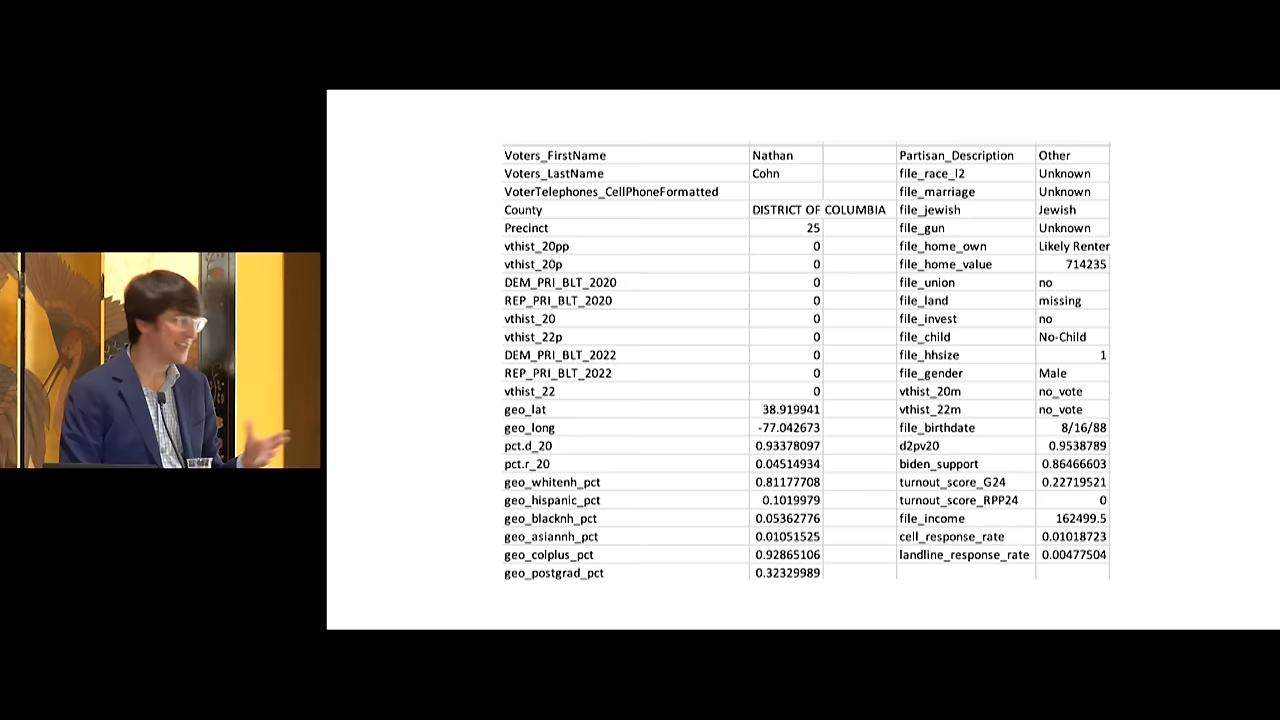 Voters_FirstName Nathan Partisan_Description Other
Voters_LastName Cohn file_race_l2 Unknown
VoterTelephones_CellPhoneFormatted file_marriage Unknown
County DISTRICT OF COLUMBIA file_jewish Jewish
Precinct 25 file_gun Unknown
vthist_20pp 0 file_home_own Likely Renter
vthist_20p 0 file_home_value 714235
DEM_PRI_BLT_2020 0 file_union no
REP_PRI_BLT_2020 0 file_land missing
vthist_20 0 file_invest no
vthist_22p 0 file_child No-Child
DEM_PRI_BLT_2022 0 file_hhsize 1
REP_PRI_BLT_2022 0 file_gender Male
vthist_22 0 vthist_20m no_vote
geo_lat 38.919941 vthist_22m no_vote
geo_long -77.042673 file_birthdate 8/16/88
pct.d_20 0.93378097 d2pv20 0.9538789
pct.r_20 0.04514934 biden_support 0.86466603
geo_whitenh_pct 0.81177708 turnout_score_G24 0.22719521
geo_hispanic_pct 0.1019979 turnout_score_RPP24 0
geo_blacknh_pct 0.05362776 file_income 162499.5
geo_asiannh_pct 0.01051525 cell_response_rate 0.01018723
geo_colplus_pct 0.92865106 landline_response_rate 0.00477504
geo_postgrad_pct 0.32329989